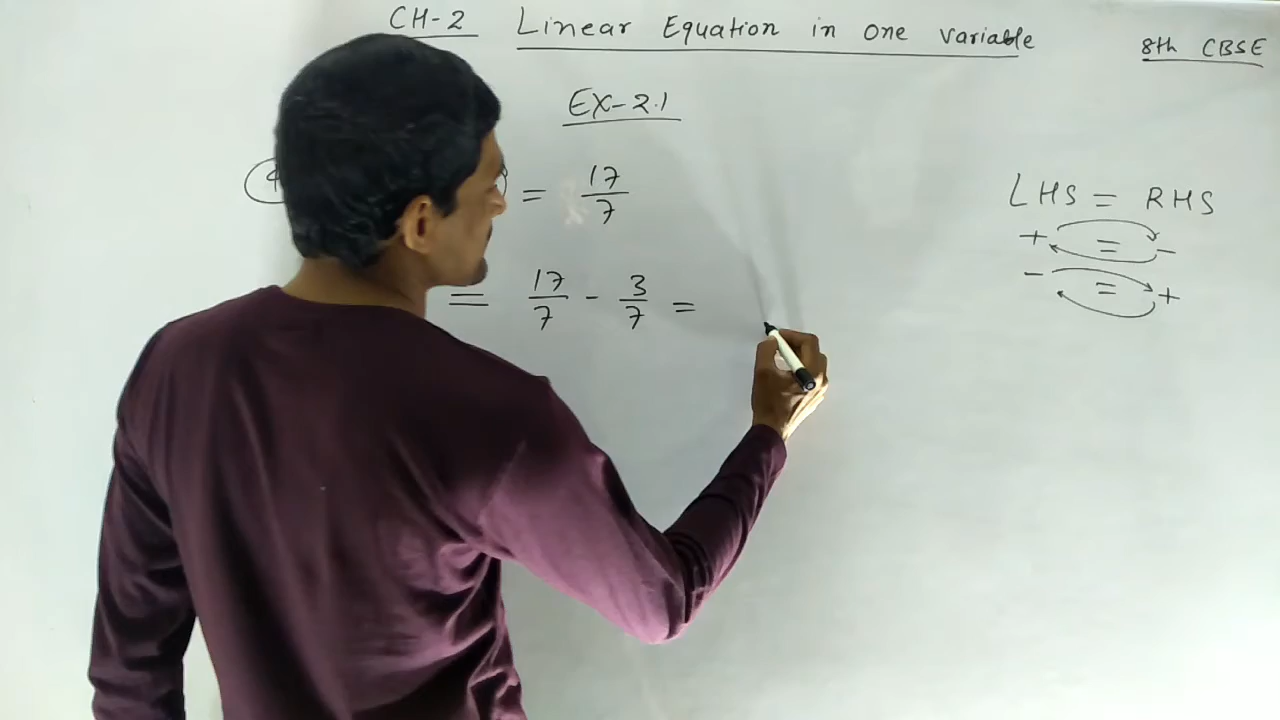 CH-2 Linear Equation in one variable 8th CBSE
EX-2.1
= 17/7
LHS = RHS
+ = -
- = +
= 17/7 - 3/7 =